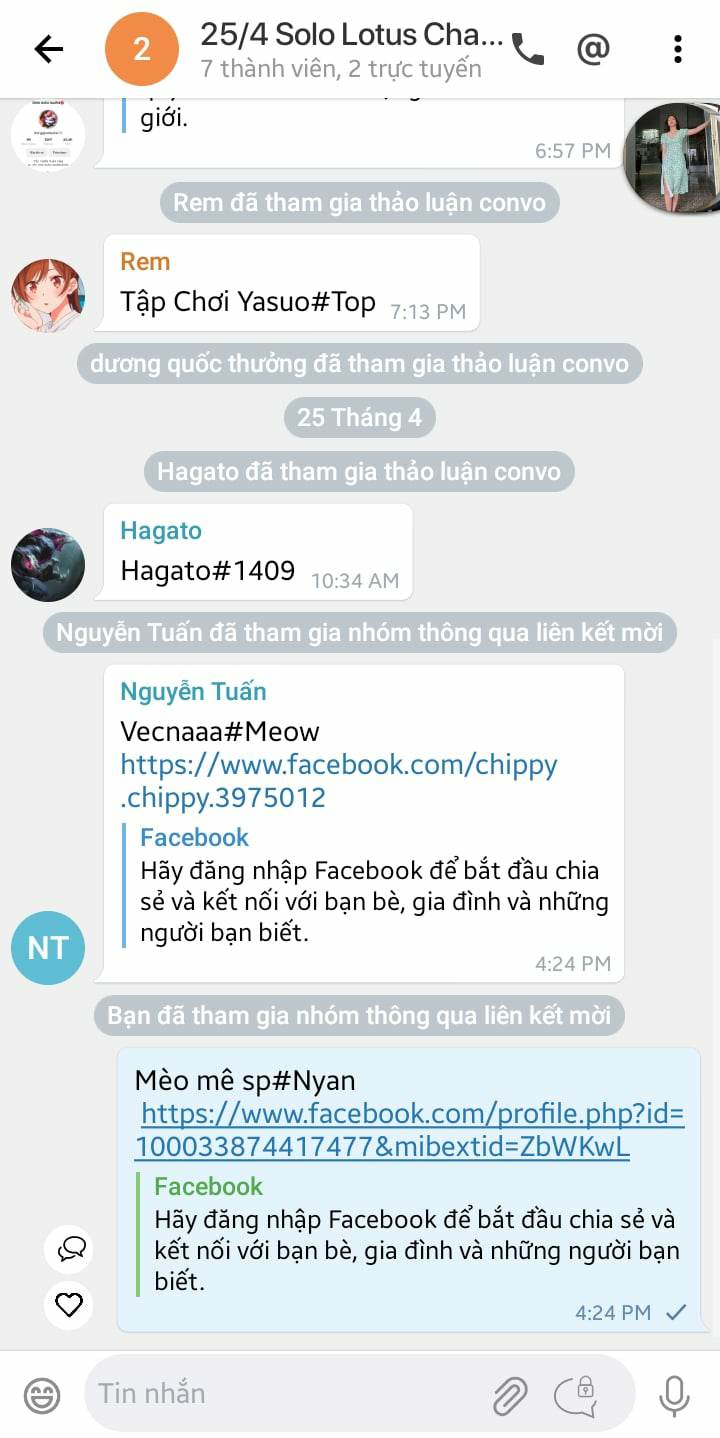 2
25/4 Solo Lotus Cha...
7 thành viên, 2 trực tuyến
giới.
6:57 PM
Rem đã tham gia thảo luận convo
Rem
Tập Chơi Yasuo#Top 7:13 PM
dương quốc thưởng đã tham gia thảo luận convo
25 Tháng 4
Hagato đã tham gia thảo luận convo
Hagato
Hagato#1409 10:34 AM
Nguyễn Tuấn đã tham gia nhóm thông qua liên kết mời
Nguyễn Tuấn
Vecnaaa#Meow
https://www.facebook.com/chippy
.chippy.3975012
Facebook
Hãy đăng nhập Facebook để bắt đầu chia
sẻ và kết nối với bạn bè, gia đình và những
người bạn biết.
NT
4:24 PM
Bạn đã tham gia nhóm thông qua liên kết mời
Mèo mê sp#Nyan
https://www.facebook.com/profile.php?id=
100033874417477&mibextid=ZbWKwL
Facebook
Hãy đăng nhập Facebook để bắt đầu chia sẻ và
kết nối với bạn bè, gia đình và những người bạn
biết.
4:24 PM
Tin nhắn